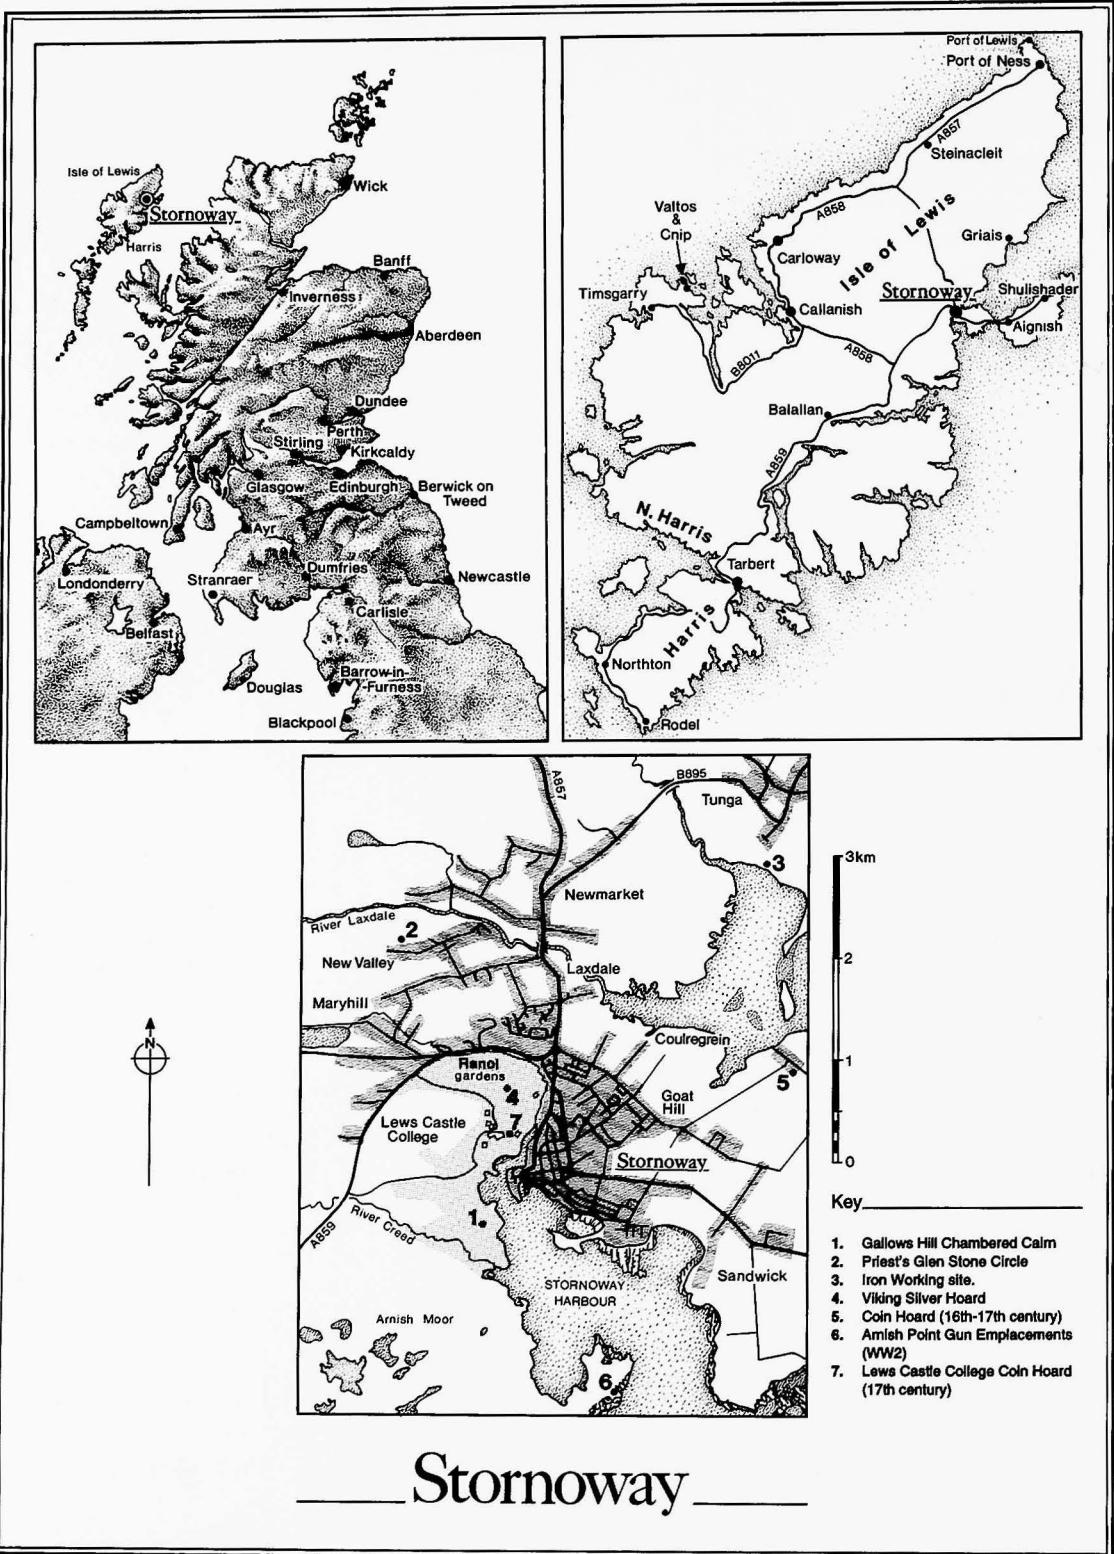 Isle of Lewis
Stornoway
Harris
Wick
Banff
Inverness
Aberdeen
Dundee
Perth
Stirling
Kirkcaldy
Glasgow
Edinburgh
Berwick on
Tweed
Campbeltown
Ayr
Londonderry
Stranraer
Dumfries
Newcastle
Carlisle
Belfast
Barrow-in-
-Furness
Douglas
Blackpool
Port of Lewis
Port of Ness
A857
Steinacleit
Valtos
&
Cnip
A858
Isle of Lewis
Griais
Carloway
Timsgarry
Stornoway
Shulishader
Callanish
Aignish
B8011
A858
Balallan
A859
N. Harris
Tarbert
Harris
Northton
Rodel
A857
B895
Tunga
3
Newmarket
River Laxdale
2
New Valley
Laxdale
Maryhill
Coulregrein
Ranol
gardens
4
5
Goat
Hill
Lews Castle
College
7
Stornoway
1
River Creed
A859
Sandwick
STORNOWAY
HARBOUR
Arnish Moor
6
3km
2
1
0
N
Key
1. Gallows Hill Chambered Cairn
2. Priest's Glen Stone Circle
3. Iron Working site.
4. Viking Silver Hoard
5. Coin Hoard (16th-17th century)
6. Arnish Point Gun Emplacements
(WW2)
7. Lews Castle College Coin Hoard
(17th century)
Stornoway